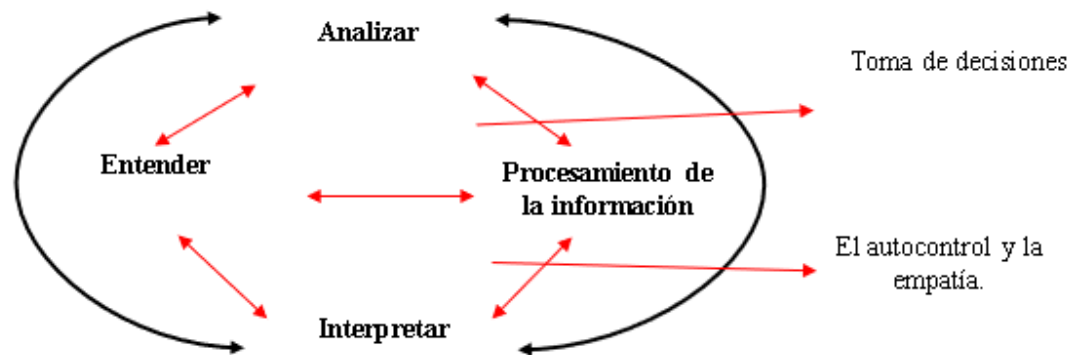 Analizar
Toma de decisiones
Entender
Procesamiento de
la información
El autocontrol y la
empatía.
Interpretar